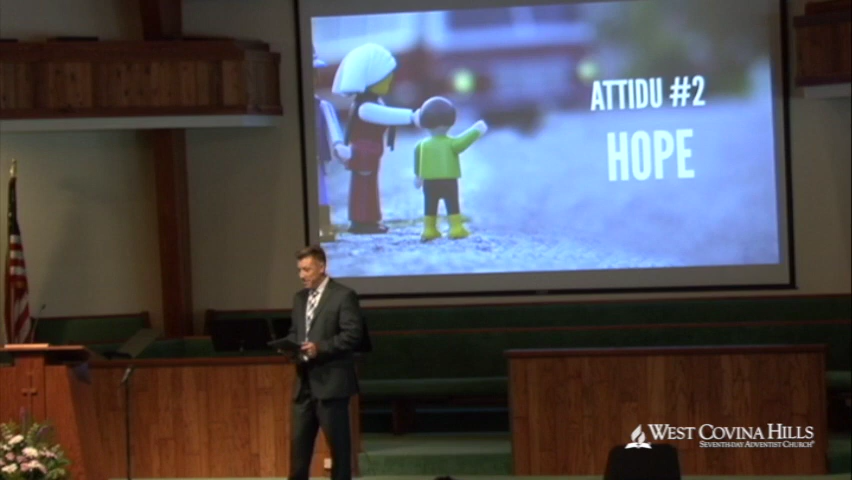 ATTIDU #2
HOPE
WEST COVINA HILLS
SEVENTH-DAY ADVENTIST CHURCH